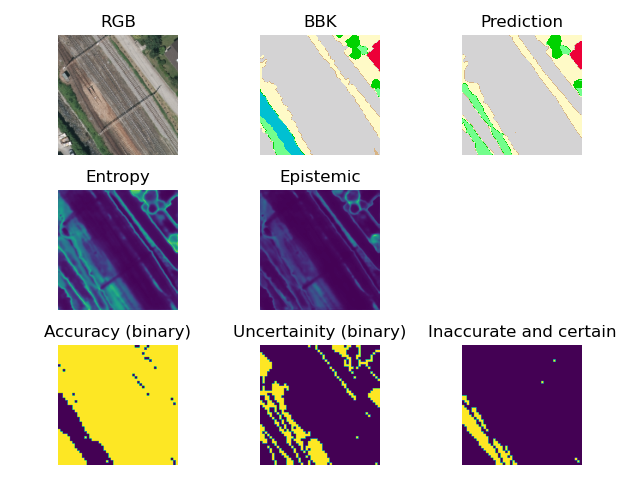 RGB
BBK
Prediction
Entropy
Epistemic
Accuracy (binary)
Uncertainity (binary)
Inaccurate and certain